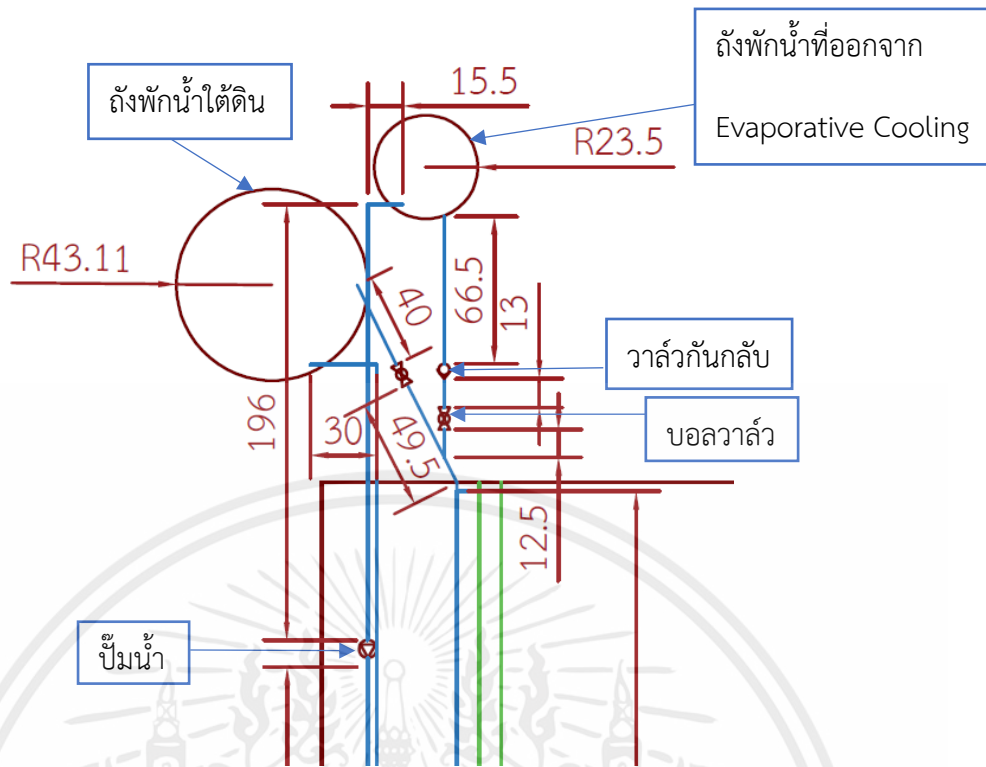 ถังพักน้ำที่ออกจาก
Evaporative Cooling
ถังพักน้ำใต้ดิน
15.5
R23.5
R43.11
40
66.5
13
วาล์วกันกลับ
บอลวาล์ว
196
30
49.5
12.5
ปั๊มน้ำ